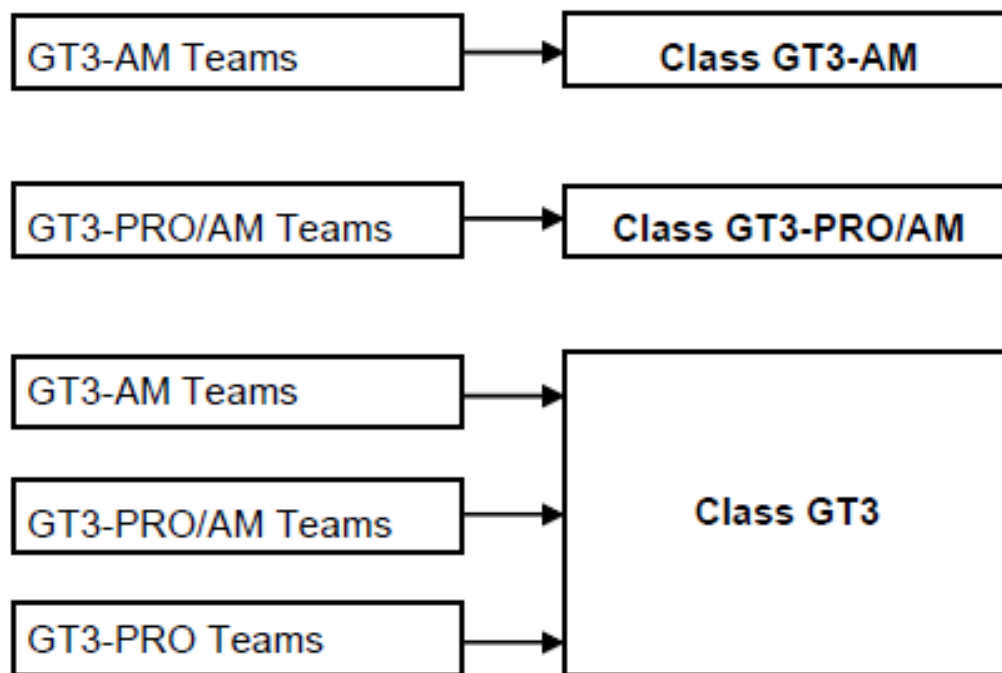 GT3-AM Teams
Class GT3-AM
GT3-PRO/AM Teams
Class GT3-PRO/AM
GT3-AM Teams
GT3-PRO/AM Teams
Class GT3
GT3-PRO Teams